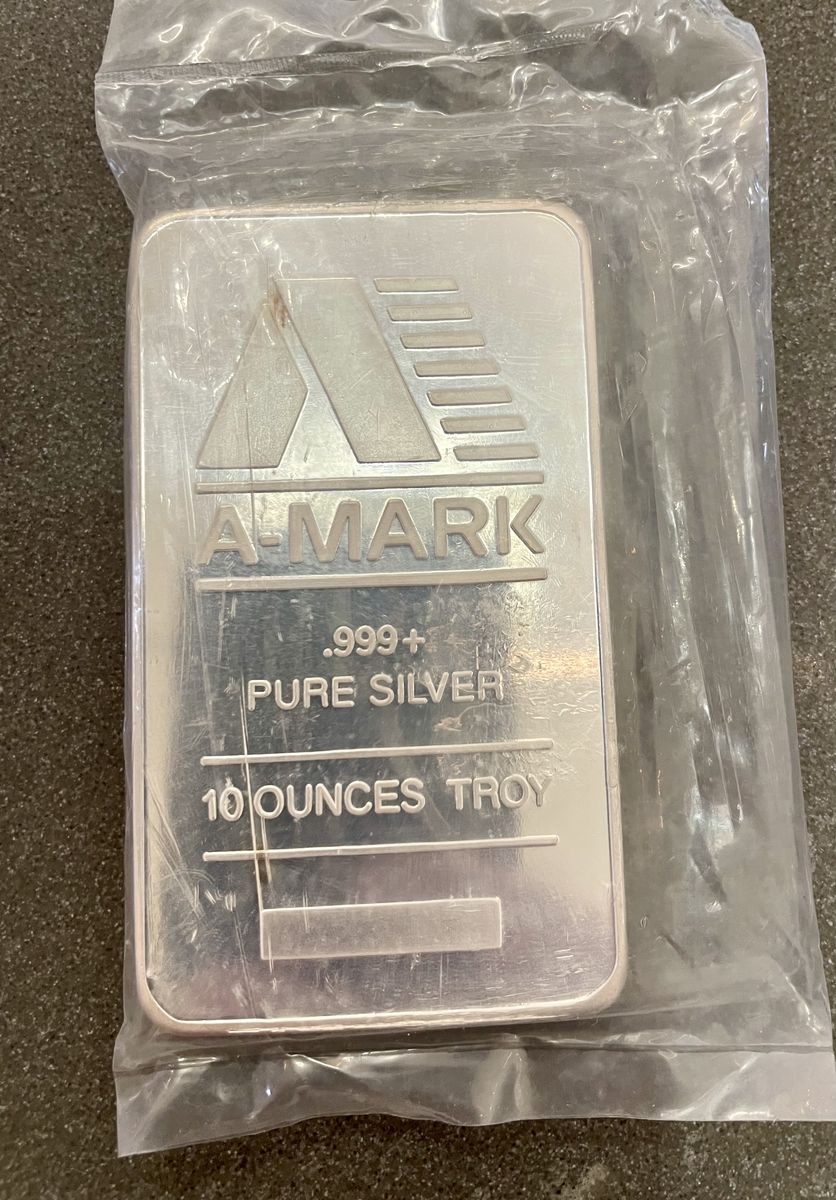 A-MARK
.999+
PURE SILVER
10 OUNCES TROY